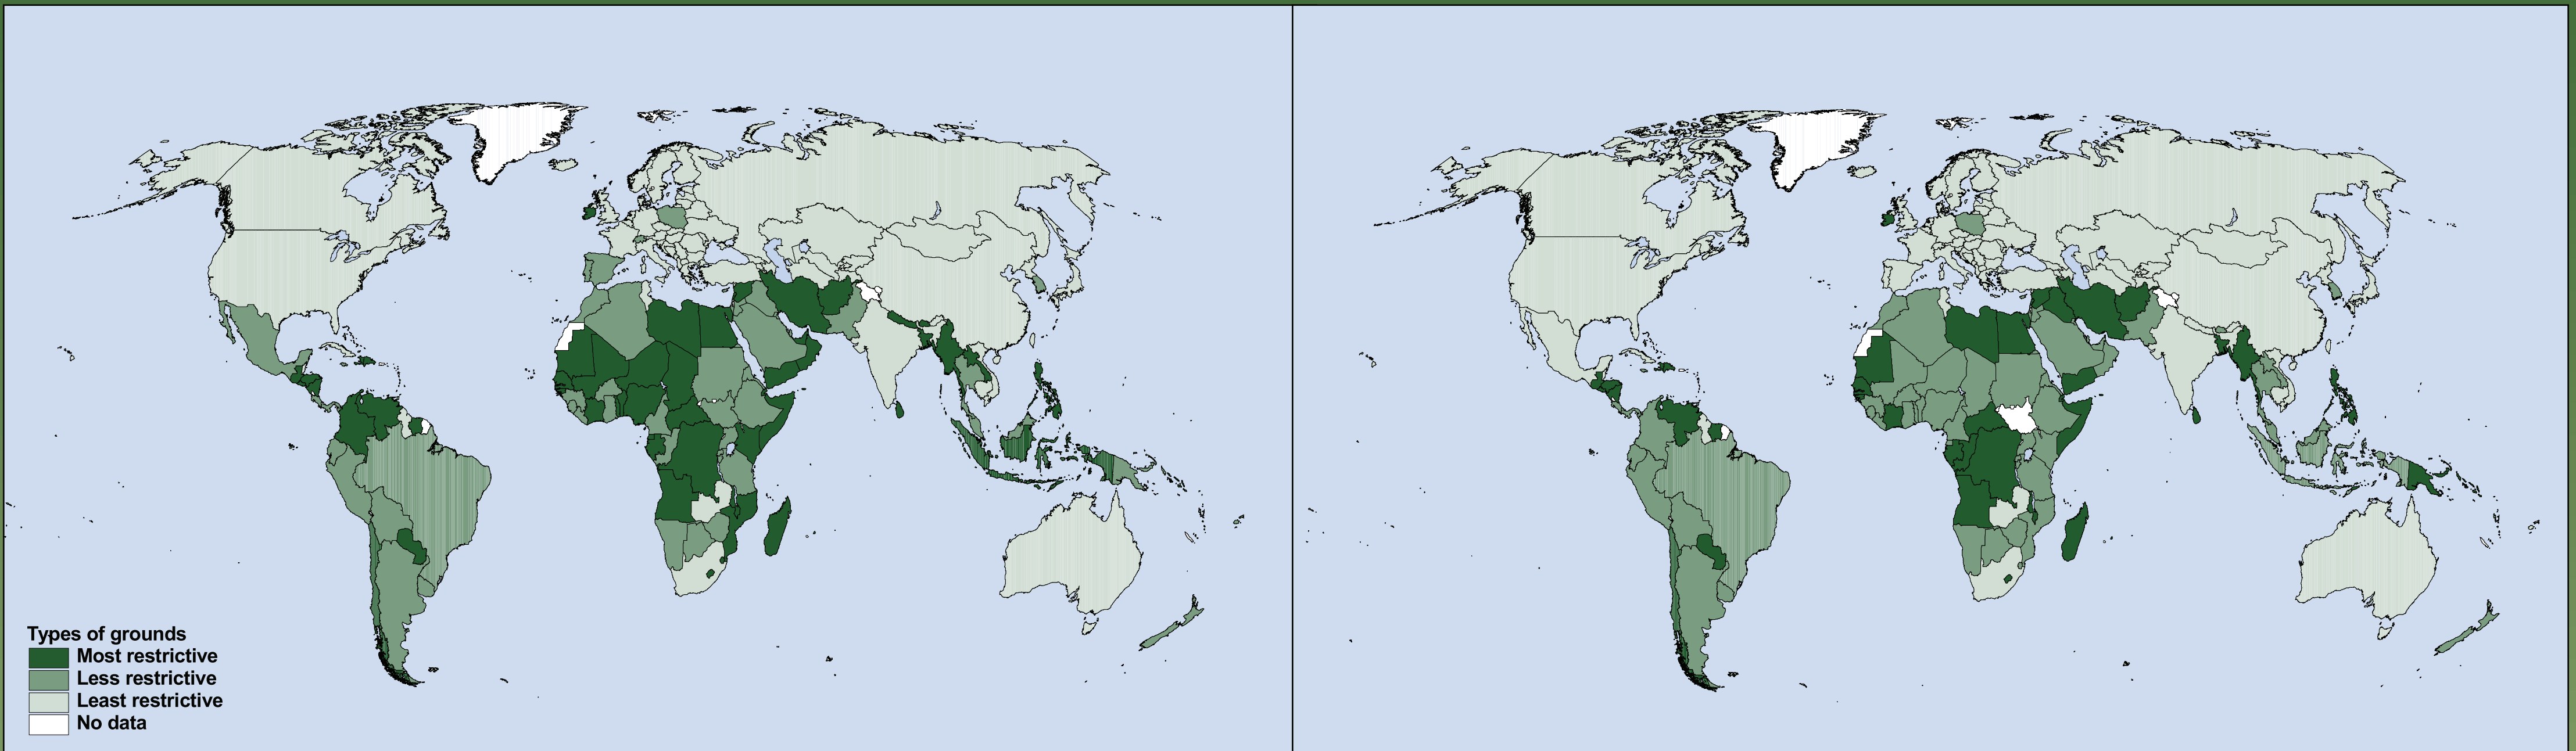 Types of grounds
Most restrictive
Less restrictive
Least restrictive
No data